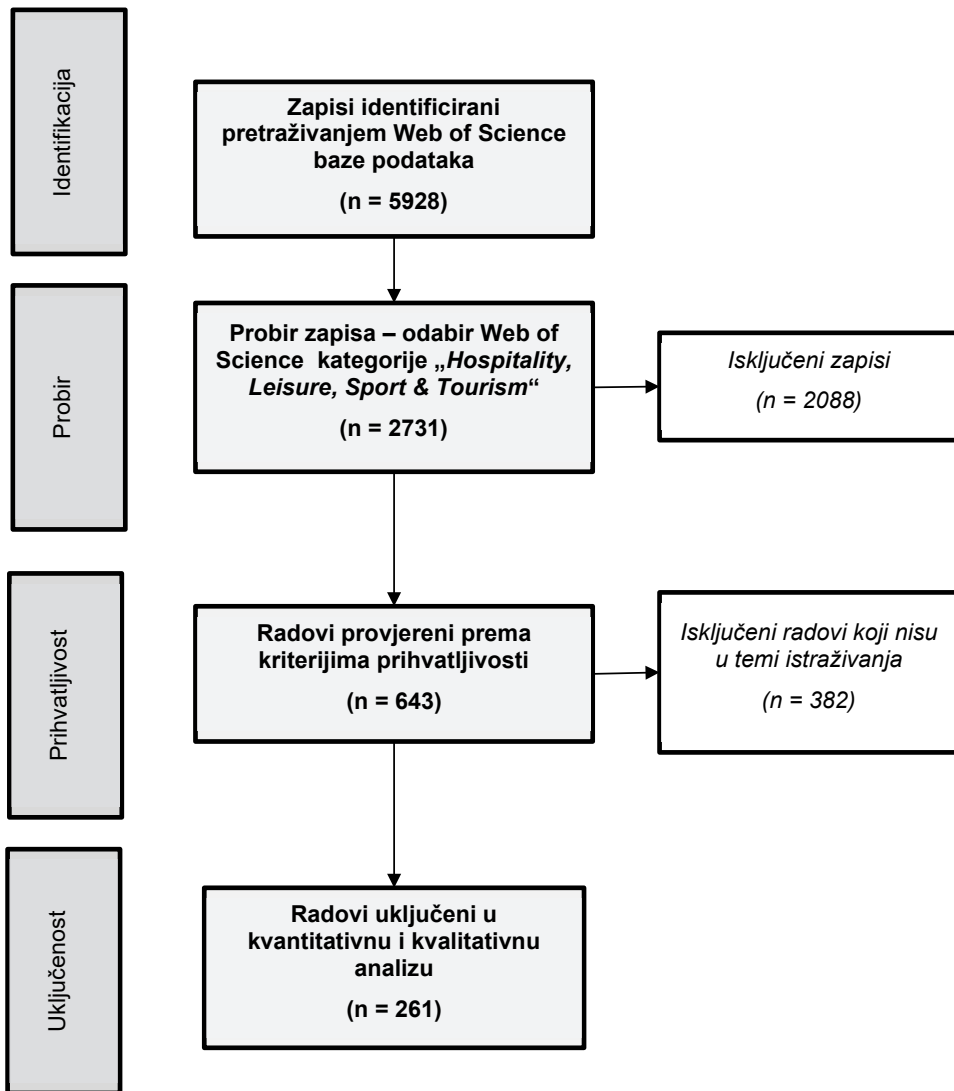 Identifikacija
Zapisi identificirani
pretraživanjem Web of Science
baze podataka
(n = 5928)
Probir
Probir zapisa – odabir Web of
Science kategorije „Hospitality,
Leisure, Sport & Tourism“
(n = 2731)
Isključeni zapisi
(n = 2088)
Prihvatljivost
Radovi provjereni prema
kriterijima prihvatljivosti
(n = 643)
Isključeni radovi koji nisu
u temi istraživanja
(n = 382)
Uključenost
Radovi uključeni u
kvantitativnu i kvalitativnu
analizu
(n = 261)